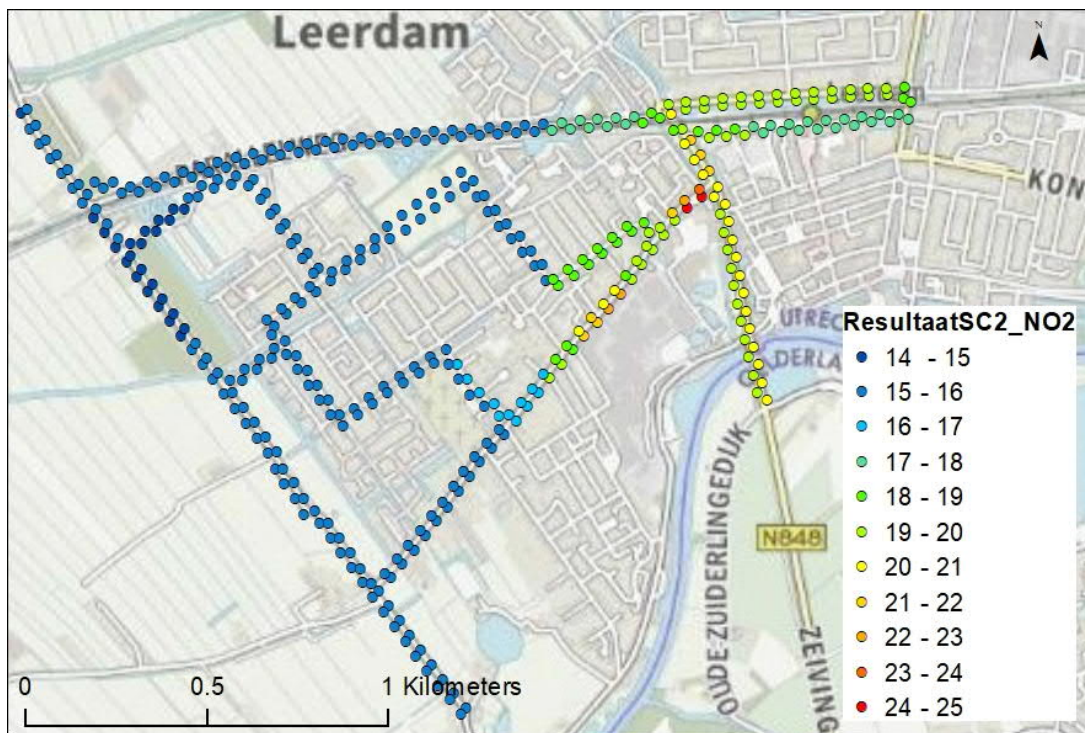 Leerdam
N
KON
UTREC
GELDERLA
ResultaatSC2_NO2
14 - 15
15 - 16
16 - 17
17 - 18
18 - 19
19 - 20
20 - 21
21 - 22
22 - 23
23 - 24
24 - 25
OUDE-ZUIDERLINGEDIJK
N848
ZEIVING
0 0.5 1 Kilometers